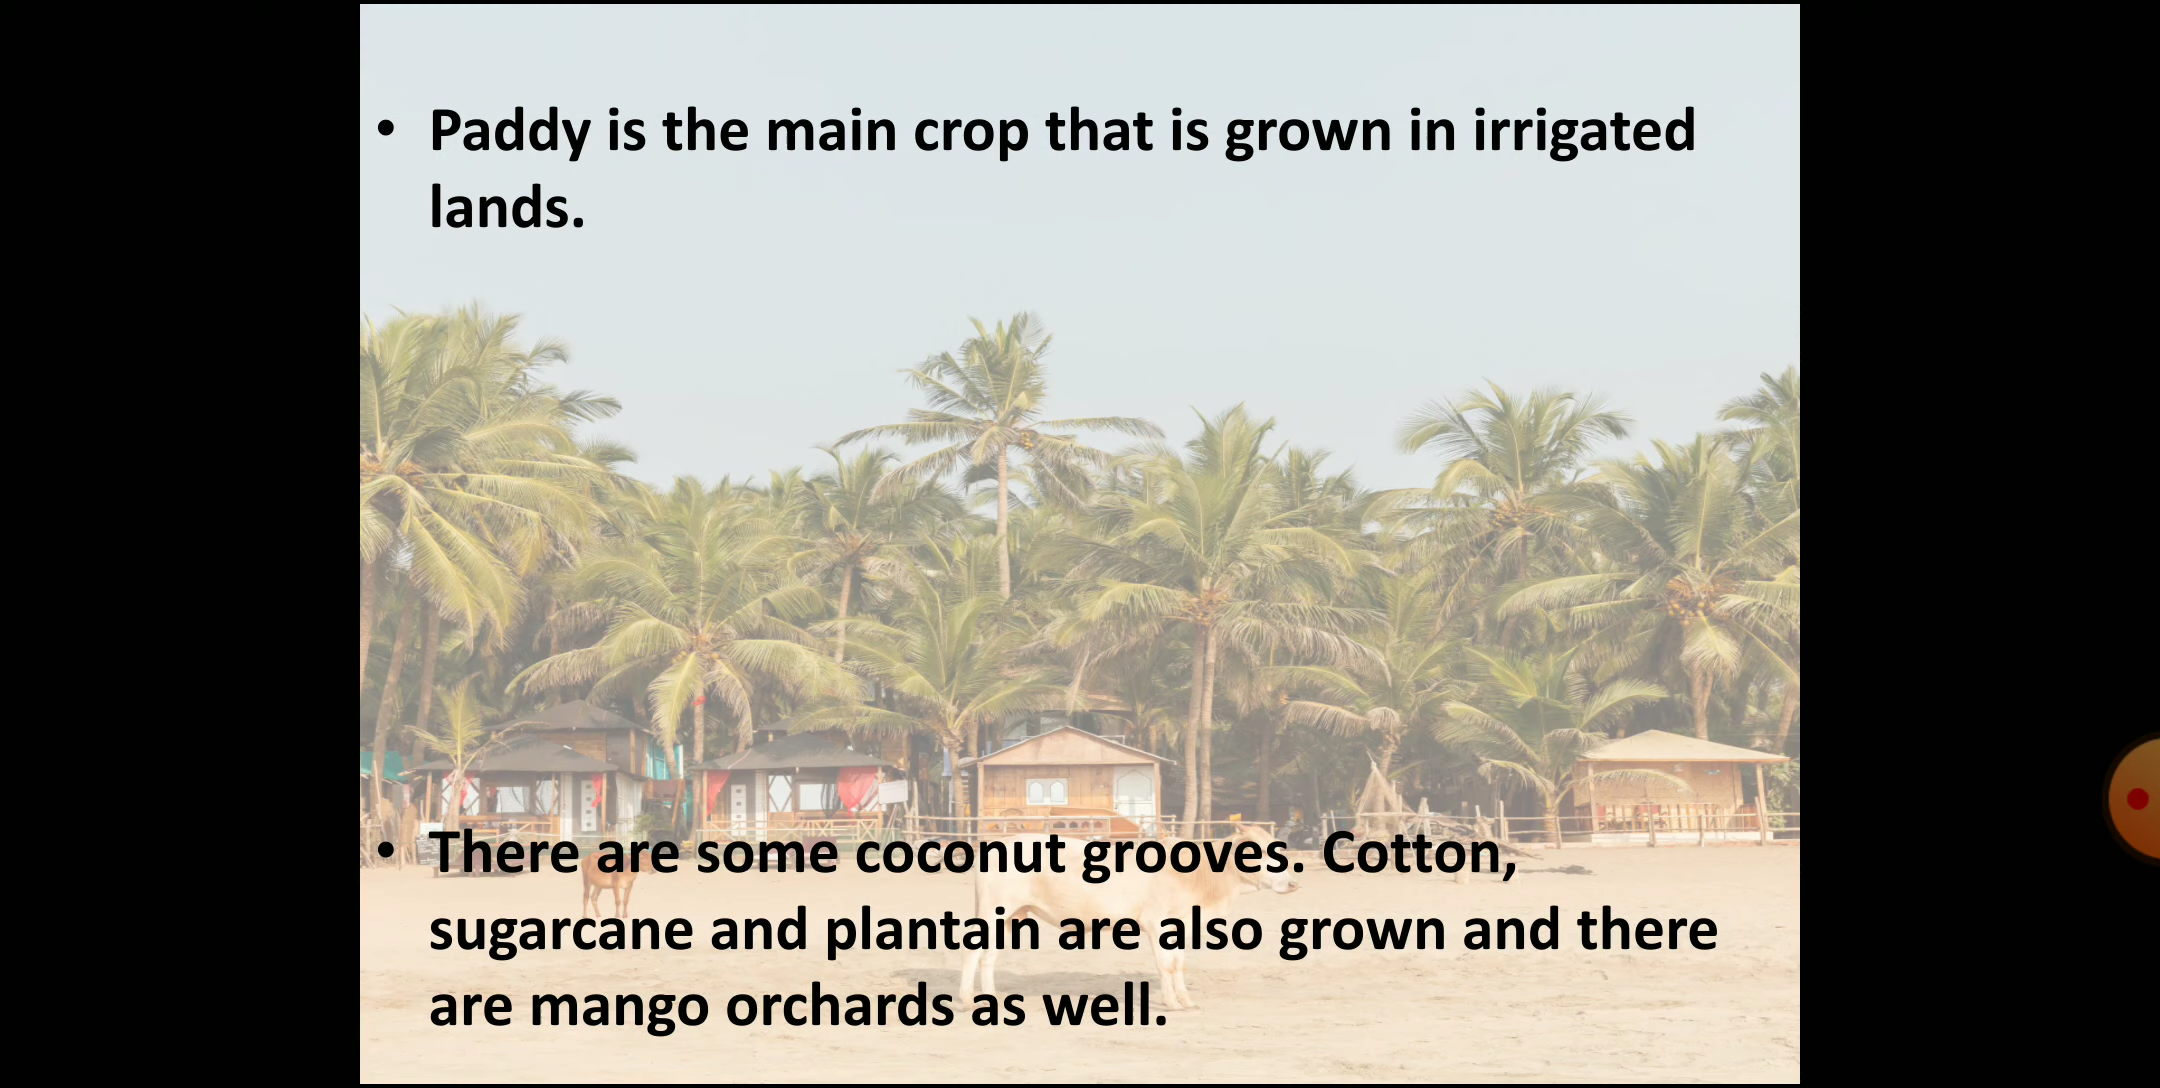 • Paddy is the main crop that is grown in irrigated
lands.
• There are some coconut grooves. Cotton,
sugarcane and plantain are also grown and there
are mango orchards as well.